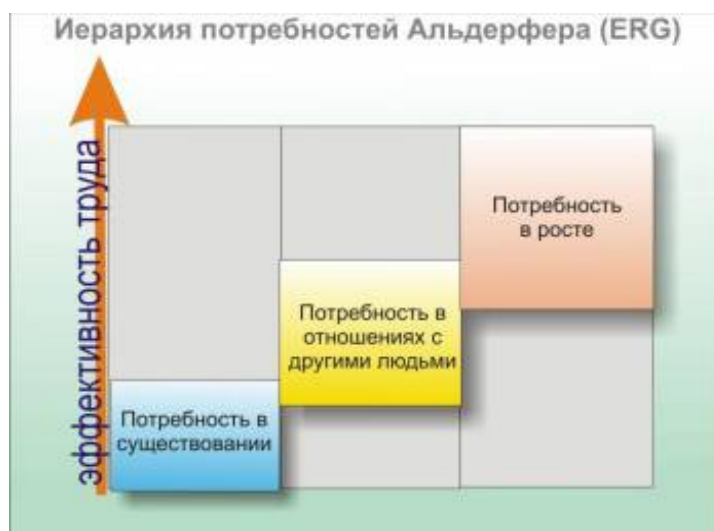 Иерархия потребностей Альдерфера (ERG)
эффективность труда
Потребность
в росте
Потребность в
отношениях с
другими людьми
Потребность в
существовании